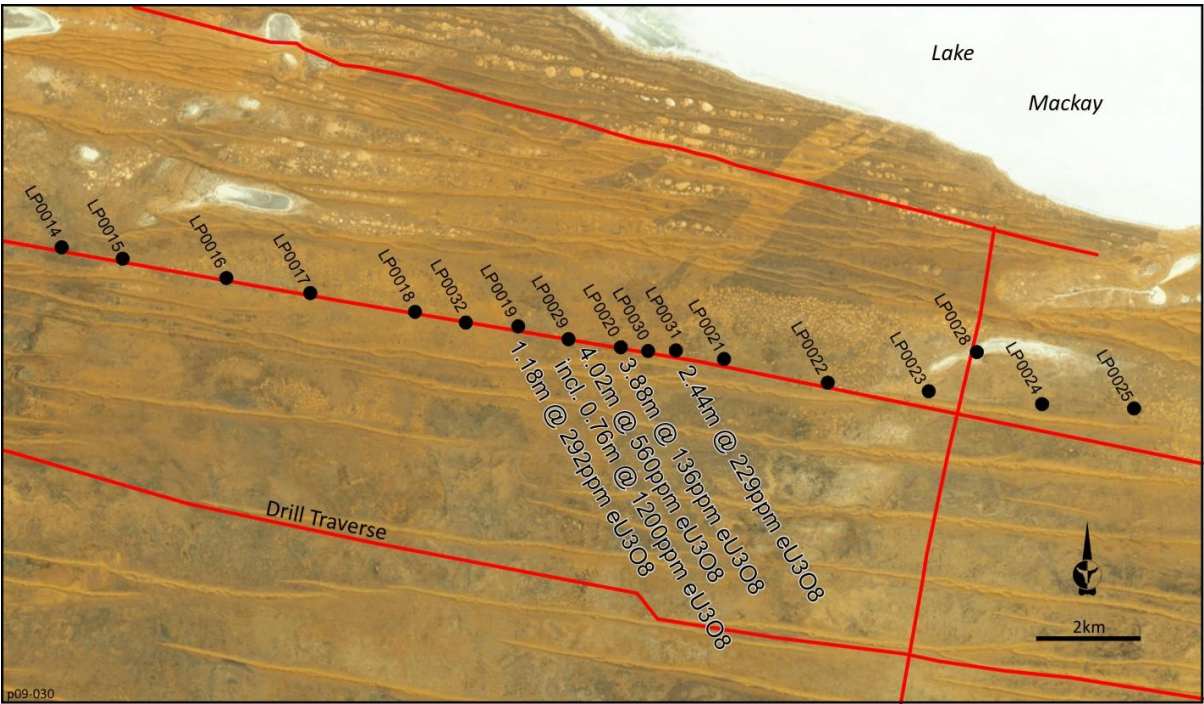 Lake
Mackay
LP0014
LP0015
LP0016
LP0017
LP0018
LP0032
LP0019
LP0029
LP0020
LP0030
LP0031
LP0021
LP0022
LP0023
LP0028
LP0024
LP0025
1.18m @ 292ppm eU3O8
4.02m @ 560ppm eU3O8
incl. 0.76m @ 1200ppm eU3O8
3.88m @ 136ppm eU3O8
2.44m @ 229ppm eU3O8
Drill Traverse
2km
p09-030